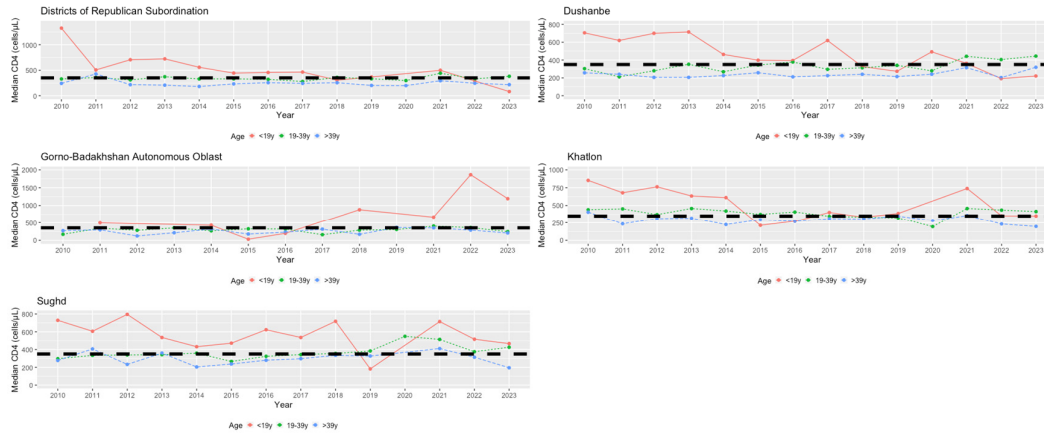 Districts of Republican Subordination
Median CD4 (cells/µL)
1000
500
0
2010 2011 2012 2013 2014 2015 2016 2017 2018 2019 2020 2021 2022 2023
Year
Age <19y 19-39y >39y
Dushanbe
Median CD4 (cells/µL)
800
600
400
200
0
2010 2011 2012 2013 2014 2015 2016 2017 2018 2019 2020 2021 2022 2023
Year
Age <19y 19-39y >39y
Gorno-Badakhshan Autonomous Oblast
Median CD4 (cells/µL)
2000
1500
1000
500
0
2010 2011 2012 2013 2014 2015 2016 2017 2018 2019 2021 2022 2023
Year
Age <19y 19-39y >39y
Khatlon
Median CD4 (cells/µL)
1000
750
500
250
0
2010 2011 2012 2013 2014 2015 2016 2017 2018 2019 2020 2021 2022 2023
Year
Age <19y 19-39y >39y
Sughd
Median CD4 (cells/µL)
800
600
400
200
0
2010 2011 2012 2013 2014 2015 2016 2017 2018 2019 2020 2021 2022 2023
Year
Age <19y 19-39y >39y